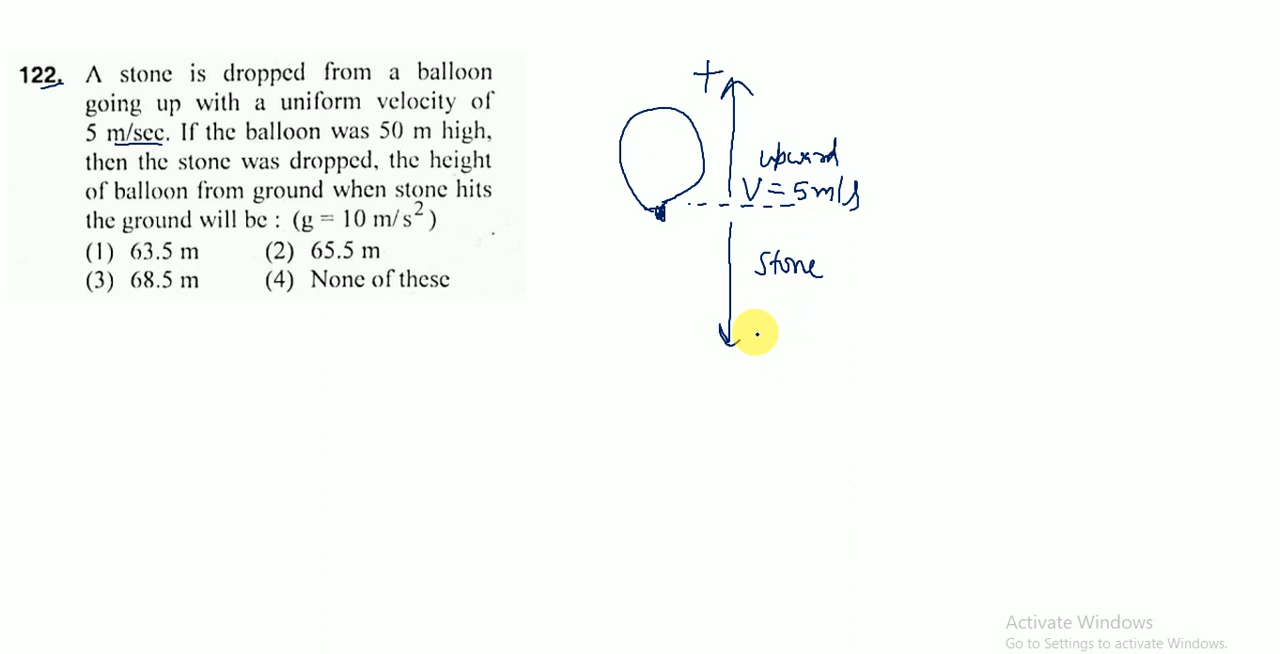 122. A stone is dropped from a balloon
going up with a uniform velocity of
5 m/sec. If the balloon was 50 m high,
then the stone was dropped, the height
of balloon from ground when stone hits
the ground will be : (g = 10 m/s²)
(1) 63.5 m (2) 65.5 m
(3) 68.5 m (4) None of these
+
upward
V = 5 m/s
stone
Activate Windows
Go to Settings to activate Windows.